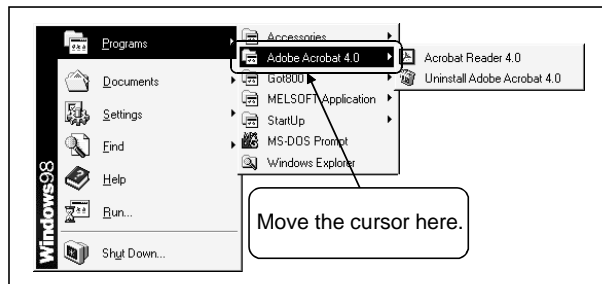 Programs
Documents
Settings
Find
Help
Run...
Shut Down...
Windows98
Accessories
Adobe Acrobat 4.0
Got800
MELSOFT Application
StartUp
MS-DOS Prompt
Windows Explorer
Acrobat Reader 4.0
Uninstall Adobe Acrobat 4.0
Move the cursor here.